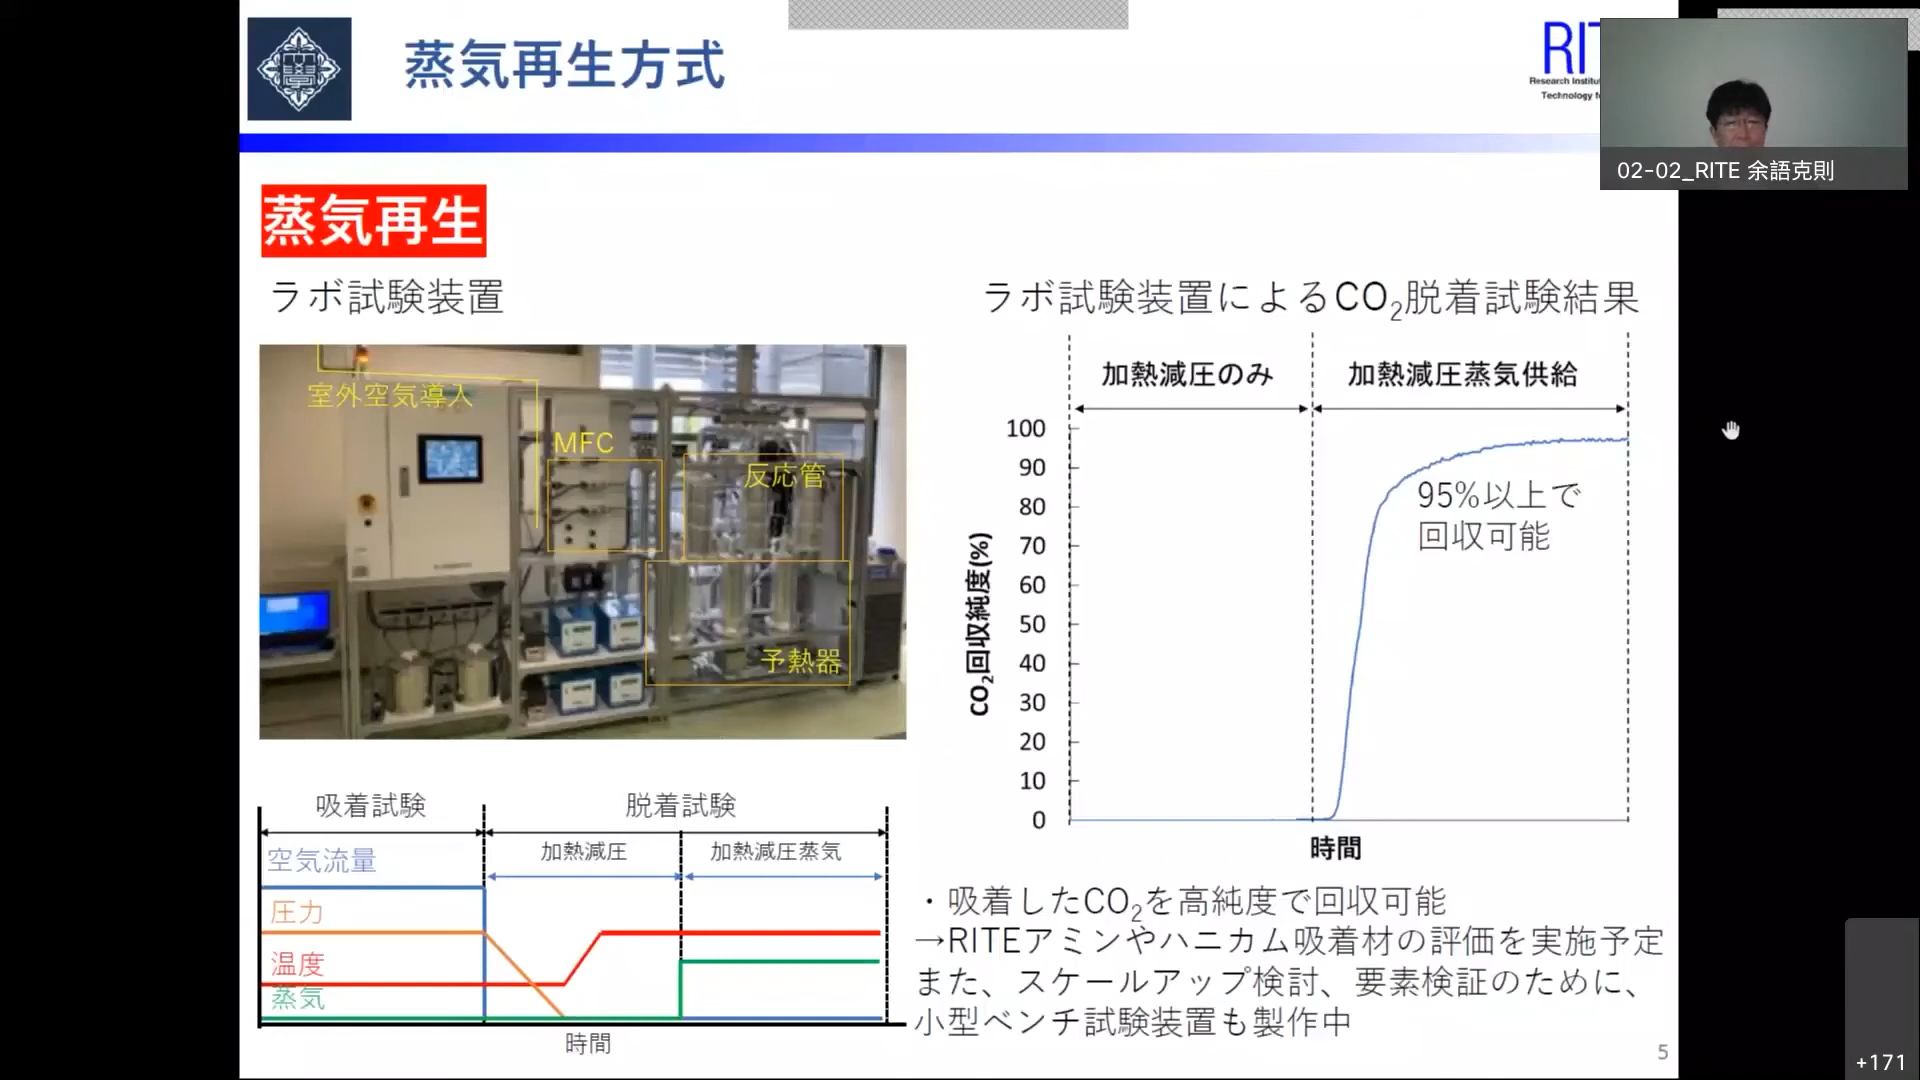 蒸気再生方式
RIT
Research Institu
Technology f
02-02_RITE 余語克則
蒸気再生
ラボ試験装置
室外空気導入
MFC
反応管
予熱器
ラボ試験装置によるCO2脱着試験結果
加熱減圧のみ
加熱減圧蒸気供給
100
90
80
70
60
50
40
30
20
10
0
CO2回収純度(%)
95%以上で
回収可能
時間
吸着試験
脱着試験
加熱減圧
加熱減圧蒸気
空気流量
圧力
温度
蒸気
時間
・吸着したCO2を高純度で回収可能
→RITEアミンやハニカム吸着材の評価を実施予定
また、スケールアップ検討、要素検証のために、
小型ベンチ試験装置も製作中
5
+171